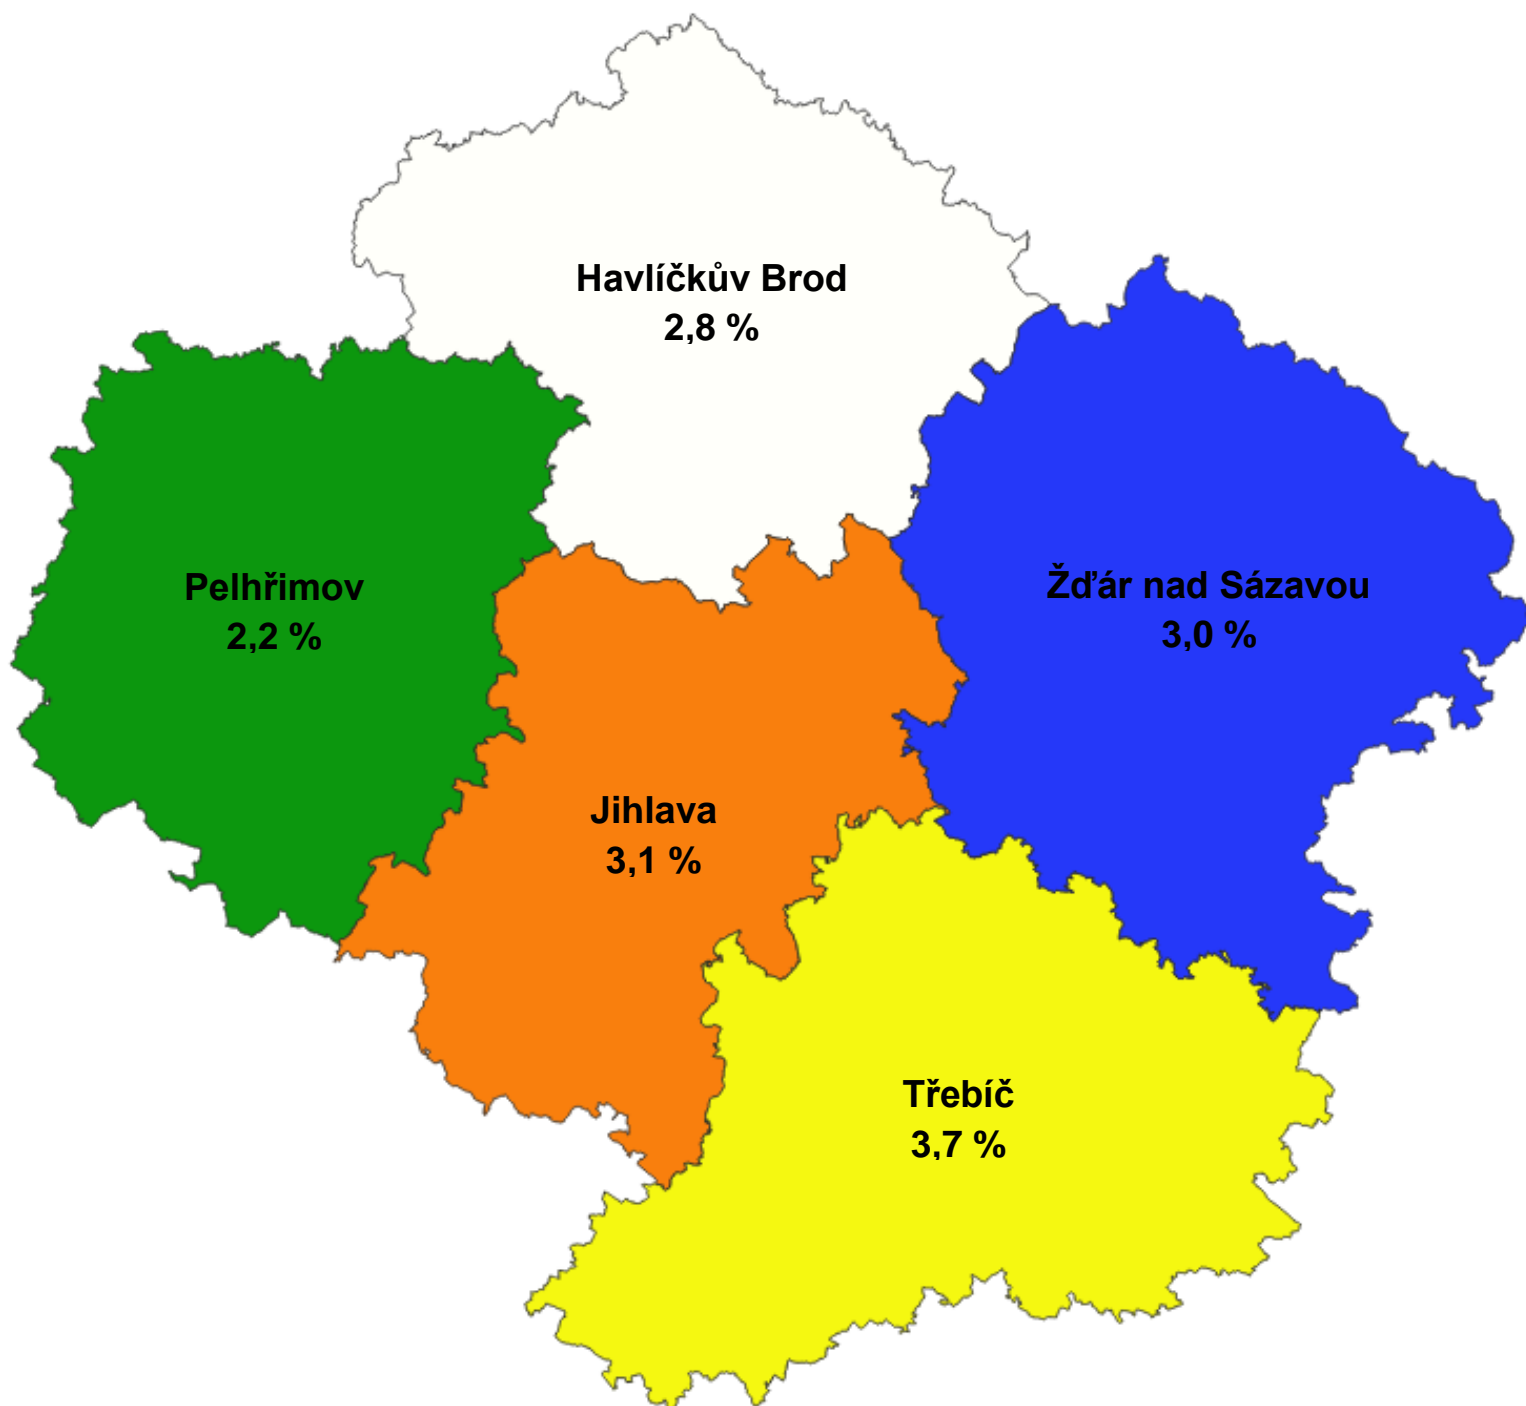 Havlíčkův Brod
2,8 %
Pelhřimov
2,2 %
Žďár nad Sázavou
3,0 %
Jihlava
3,1 %
Třebíč
3,7 %